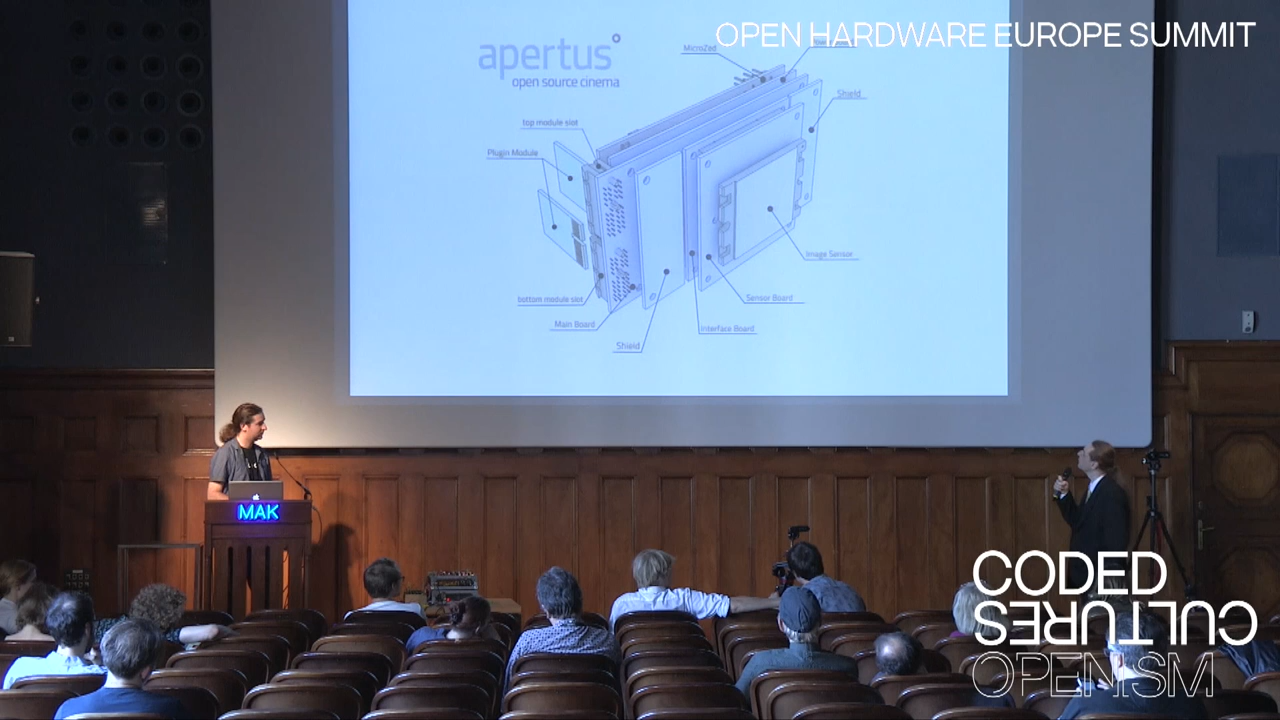 OPEN HARDWARE EUROPE SUMMIT
apertus°
open source cinema
MicroZed
Shield
top module slot
Plugin Module
Image Sensor
bottom module slot
Sensor Board
Main Board
Interface Board
Shield
MAK
CODED
CULTURES
OPENISM